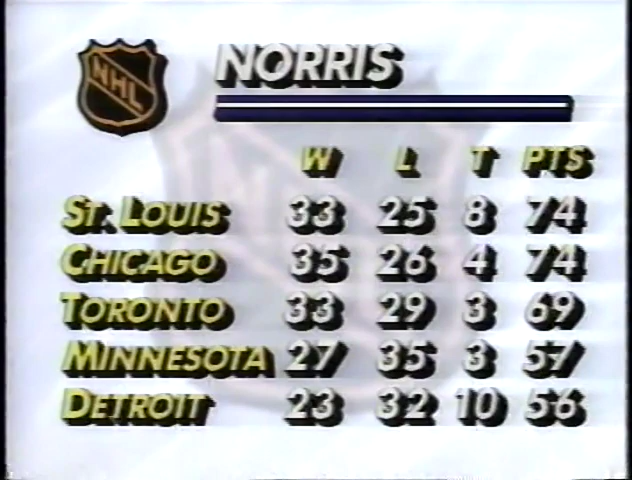 NHL
NORRIS
W L T PTS
ST. LOUIS 33 25 8 74
CHICAGO 35 26 4 74
TORONTO 33 29 3 69
MINNESOTA 27 35 3 57
DETROIT 23 32 10 56